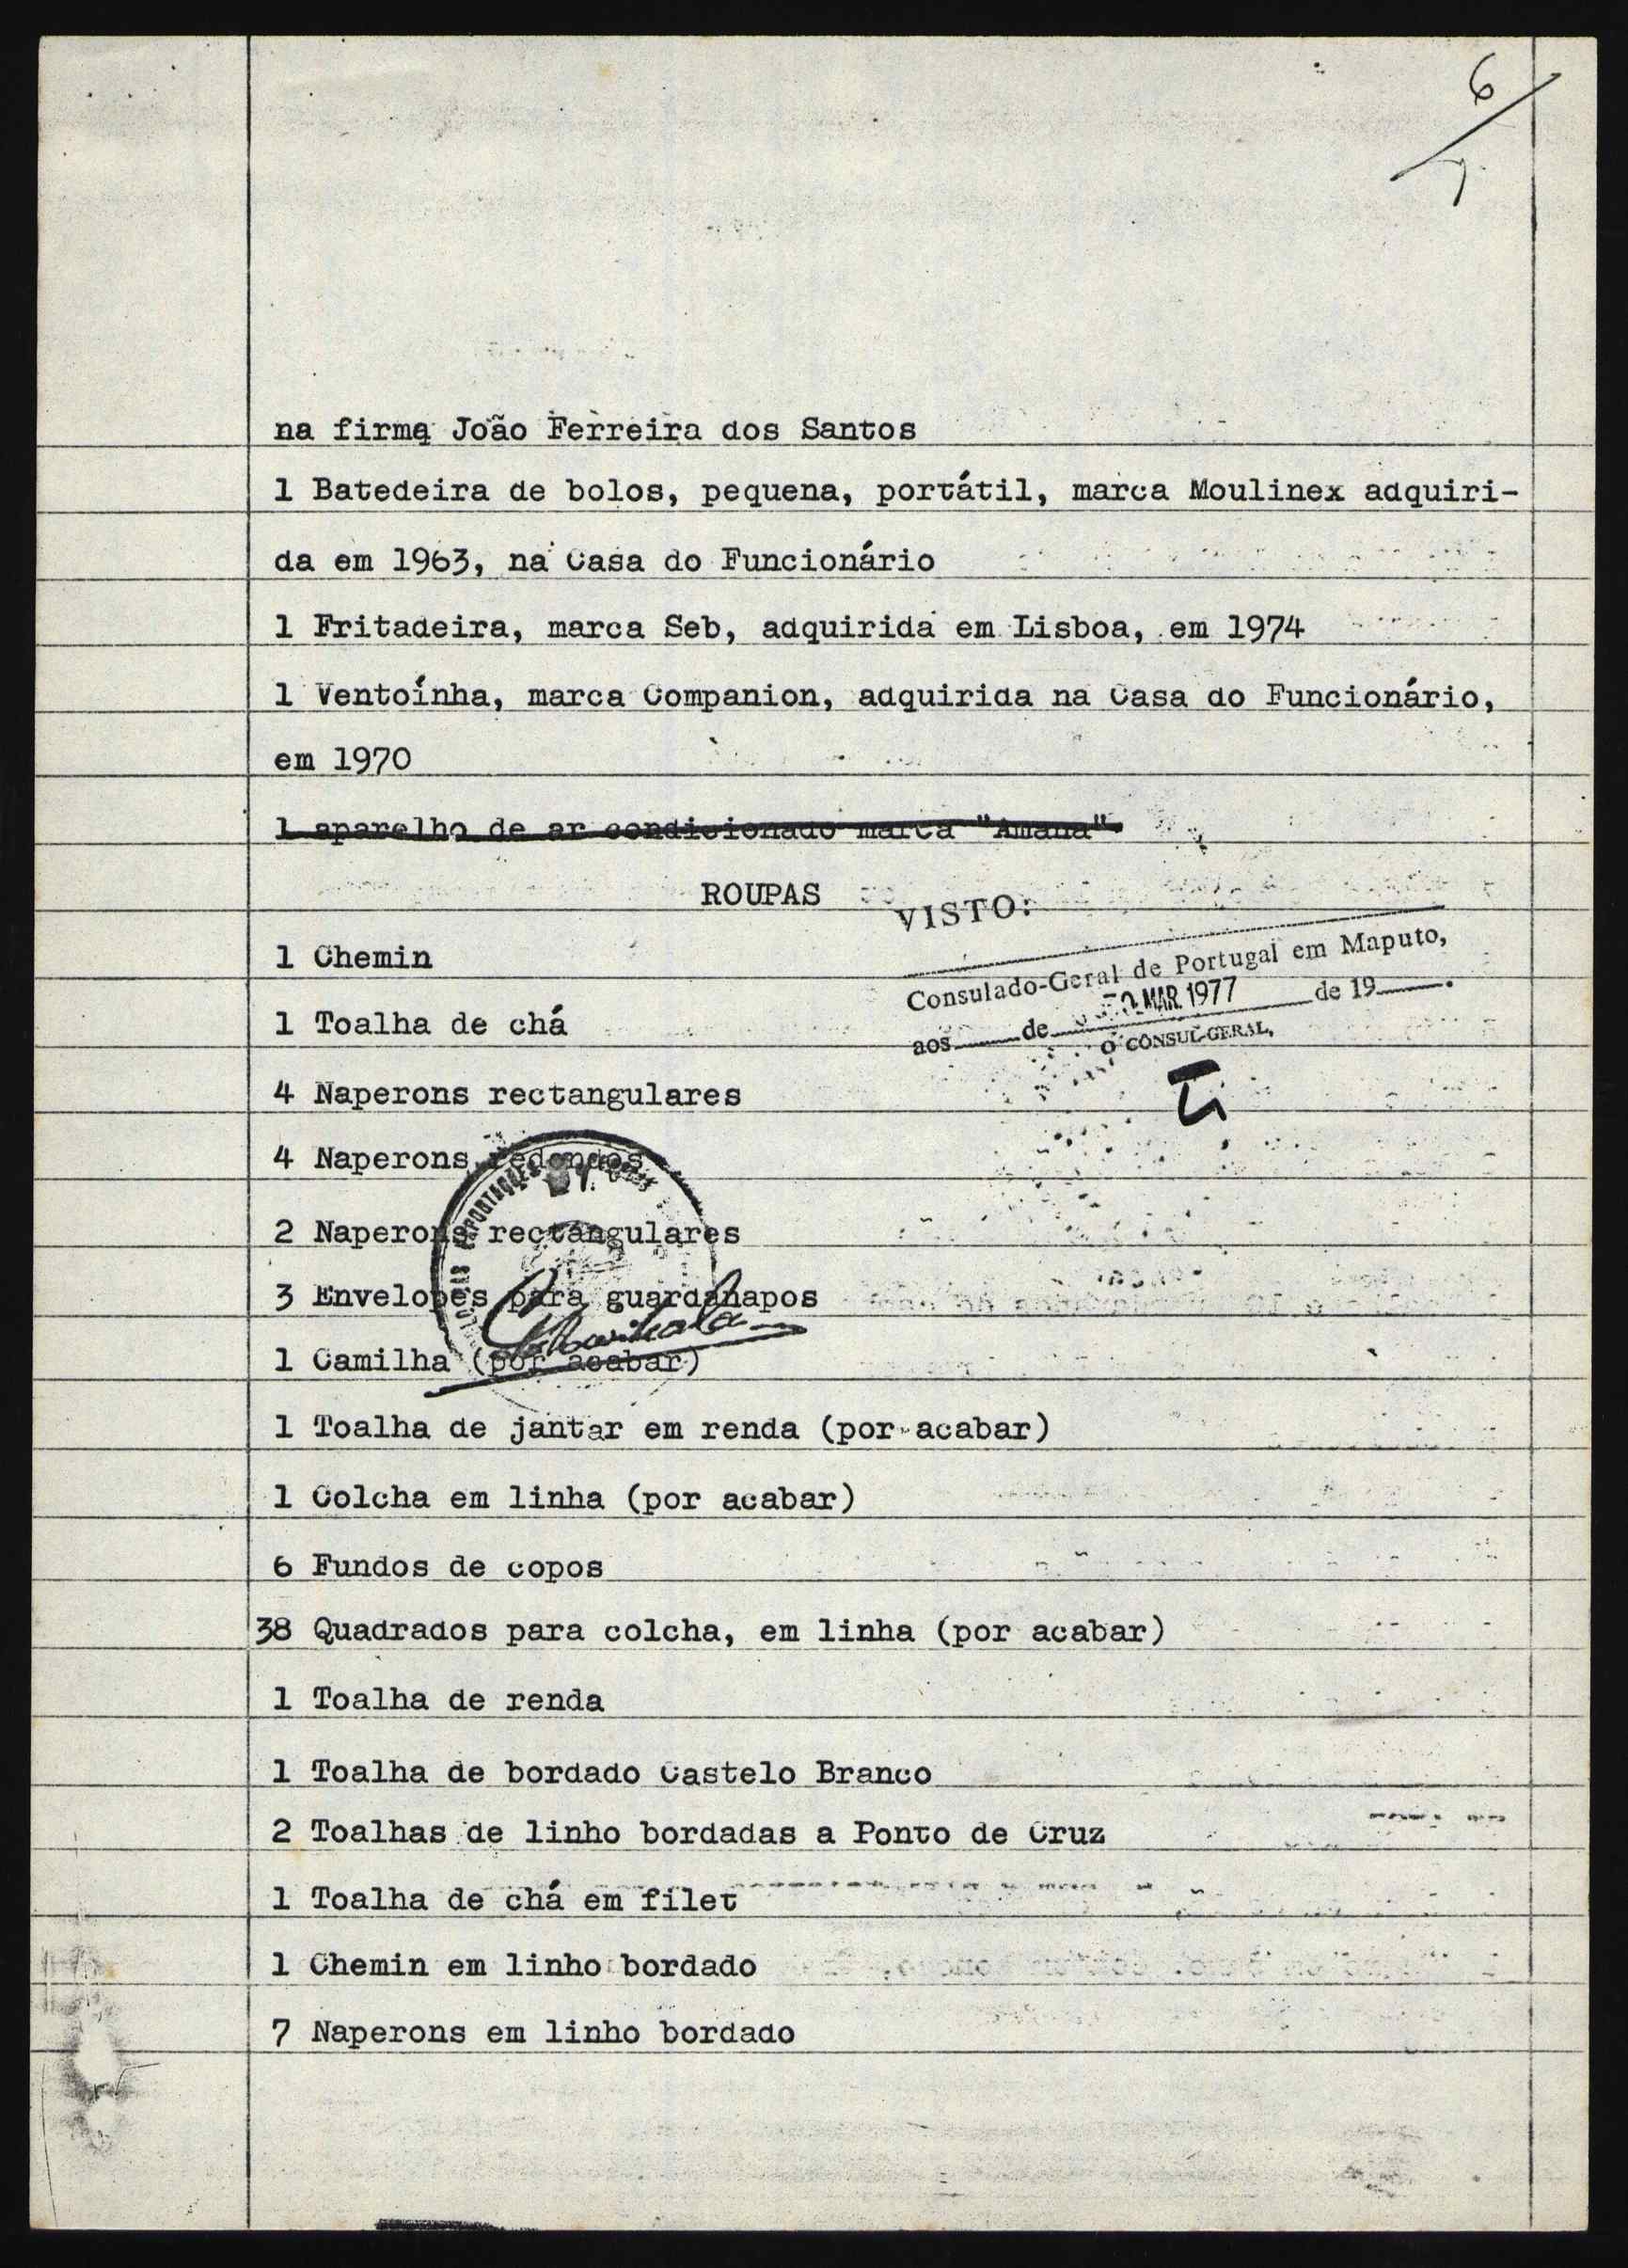 6
7
na firma João Ferreira dos Santos
1 Batedeira de bolos, pequena, portátil, marca Moulinex adquiri-
da em 1963, na Casa do Funcionário
1 Fritadeira, marca Seb, adquirida em Lisboa, em 1974
1 Ventoínha, marca Companion, adquirida na Casa do Funcionário,
em 1970
1 aparelho de ar condicionado marca "Amana"
ROUPAS
VISTO:
1 Chemin
Consulado-Geral de Portugal em Maputo,
aos de MAR. 1977 de 19 .
O CONSUL-GERAL,
1 Toalha de chá
4 Naperons rectangulares
4 Naperons redondos
2 Naperons rectangulares
3 Envelopes para guardanapos
1 Camilha (por acabar)
1 Toalha de jantar em renda (por acabar)
1 Colcha em linha (por acabar)
6 Fundos de copos
38 Quadrados para colcha, em linha (por acabar)
1 Toalha de renda
1 Toalha de bordado Castelo Branco
2 Toalhas de linho bordadas a Ponto de Cruz
1 Toalha de chá em filet
1 Chemin em linho bordado
7 Naperons em linho bordado